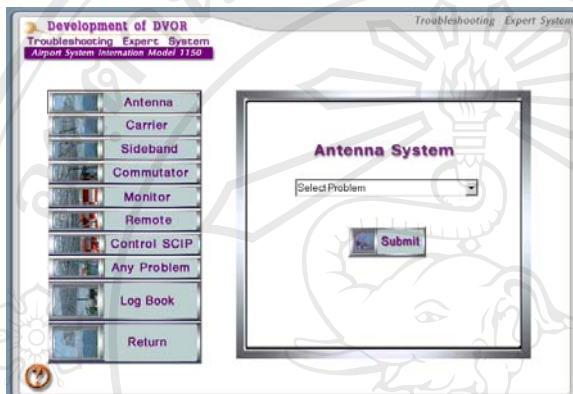 Development of DVOR
Troubleshooting Expert System
Airport System Internation Model 1150
Troubleshooting Expert System
Antenna
Carrier
Sideband
Commutator
Monitor
Remote
Control SCIP
Any Problem
Log Book
Return
Antenna System
Select Problem
Submit